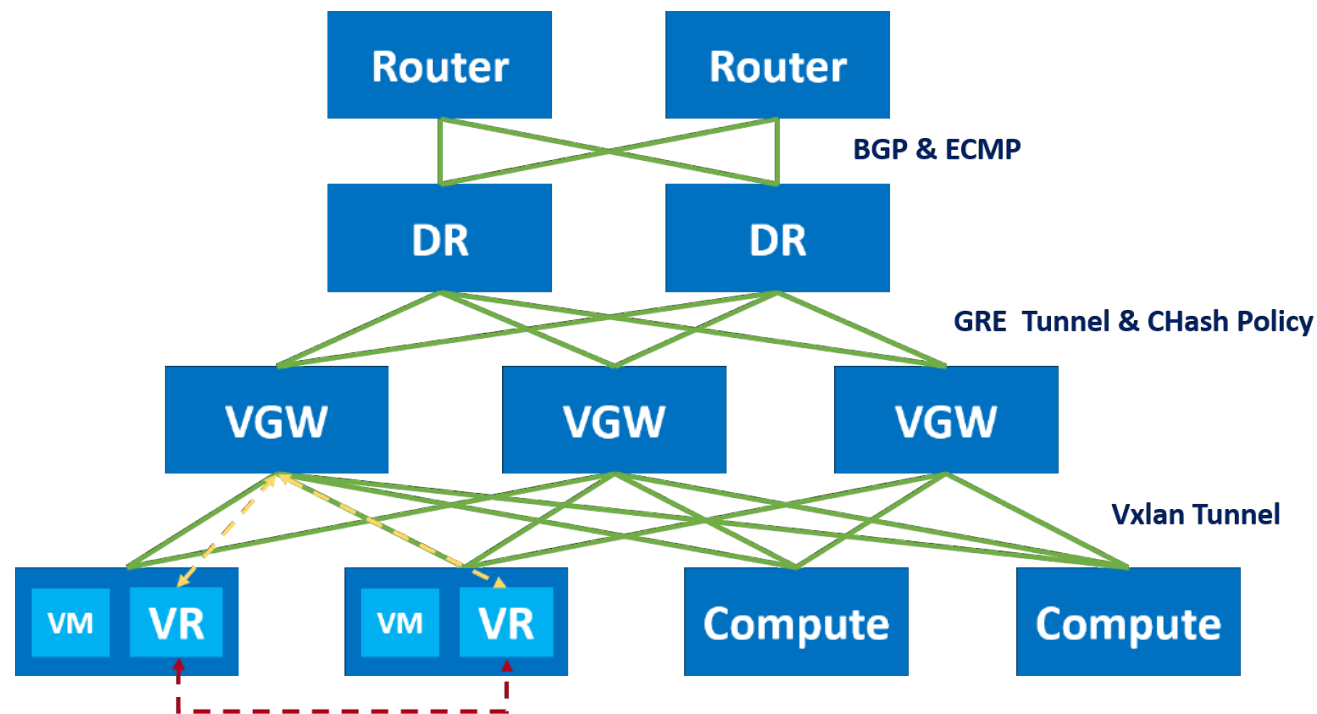 Router
Router
BGP & ECMP
DR
DR
GRE Tunnel & CHash Policy
VGW
VGW
VGW
Vxlan Tunnel
VM
VR
VM
VR
Compute
Compute